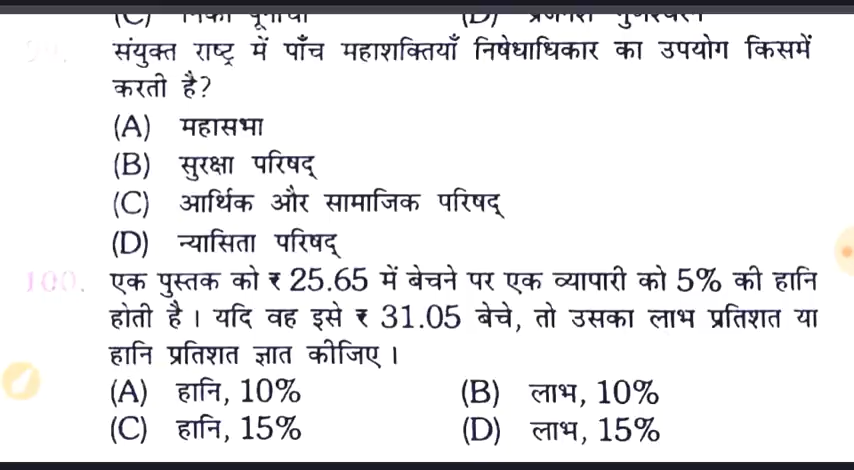 (C)
(D)
संयुक्त राष्ट्र में पाँच महाशक्तियाँ निषेधाधिकार का उपयोग किसमें
करती है?
(A) महासभा
(B) सुरक्षा परिषद्
(C) आर्थिक और सामाजिक परिषद्
(D) न्यासिता परिषद्
100. एक पुस्तक को ₹ 25.65 में बेचने पर एक व्यापारी को 5% की हानि
होती है। यदि वह इसे ₹ 31.05 बेचे, तो उसका लाभ प्रतिशत या
हानि प्रतिशत ज्ञात कीजिए।
(A) हानि, 10% (B) लाभ, 10%
(C) हानि, 15% (D) लाभ, 15%